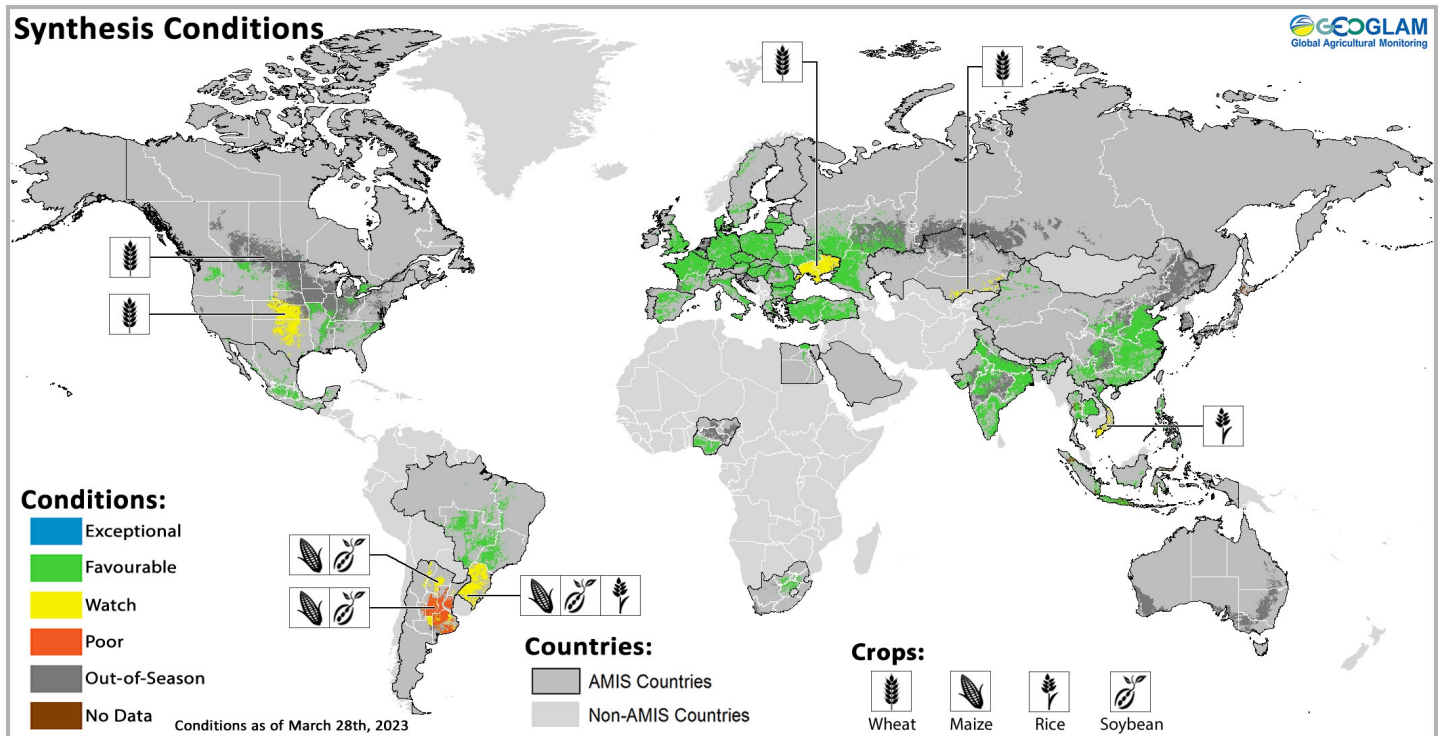 Synthesis Conditions
GEOGLAM
Global Agricultural Monitoring
Conditions:
Exceptional
Favourable
Watch
Poor
Out-of-Season
No Data
Conditions as of March 28th, 2023
Countries:
AMIS Countries
Non-AMIS Countries
Crops:
Wheat
Maize
Rice
Soybean